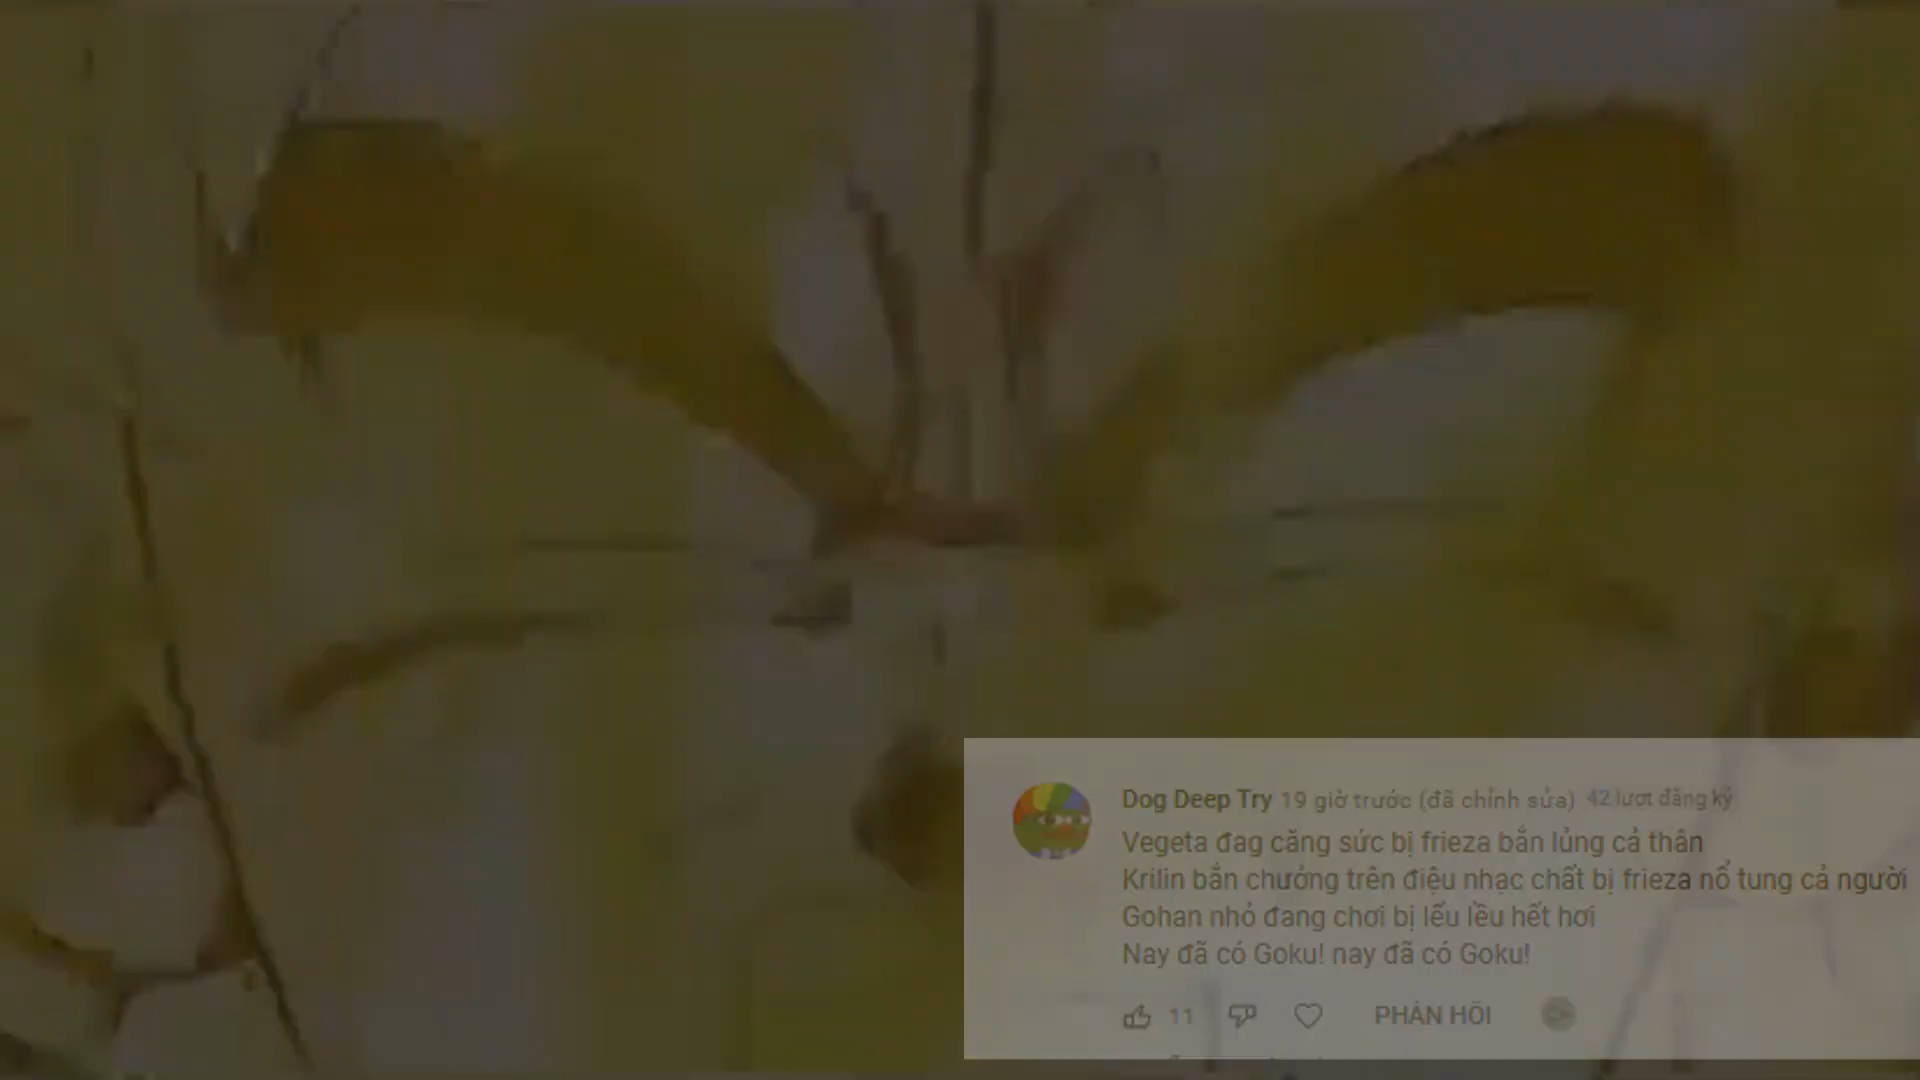 Dog Deep Try 19 giờ trước (đã chỉnh sửa) 42 lượt đăng ký
Vegeta đag căng sức bị frieza bắn lủng cả thân
Krilin bắn chưởng trên điệu nhạc chất bị frieza nổ tung cả người
Gohan nhỏ đang chơi bị lếu lều hết hơi
Nay đã có Goku! nay đã có Goku!
11 PHẢN HỒI